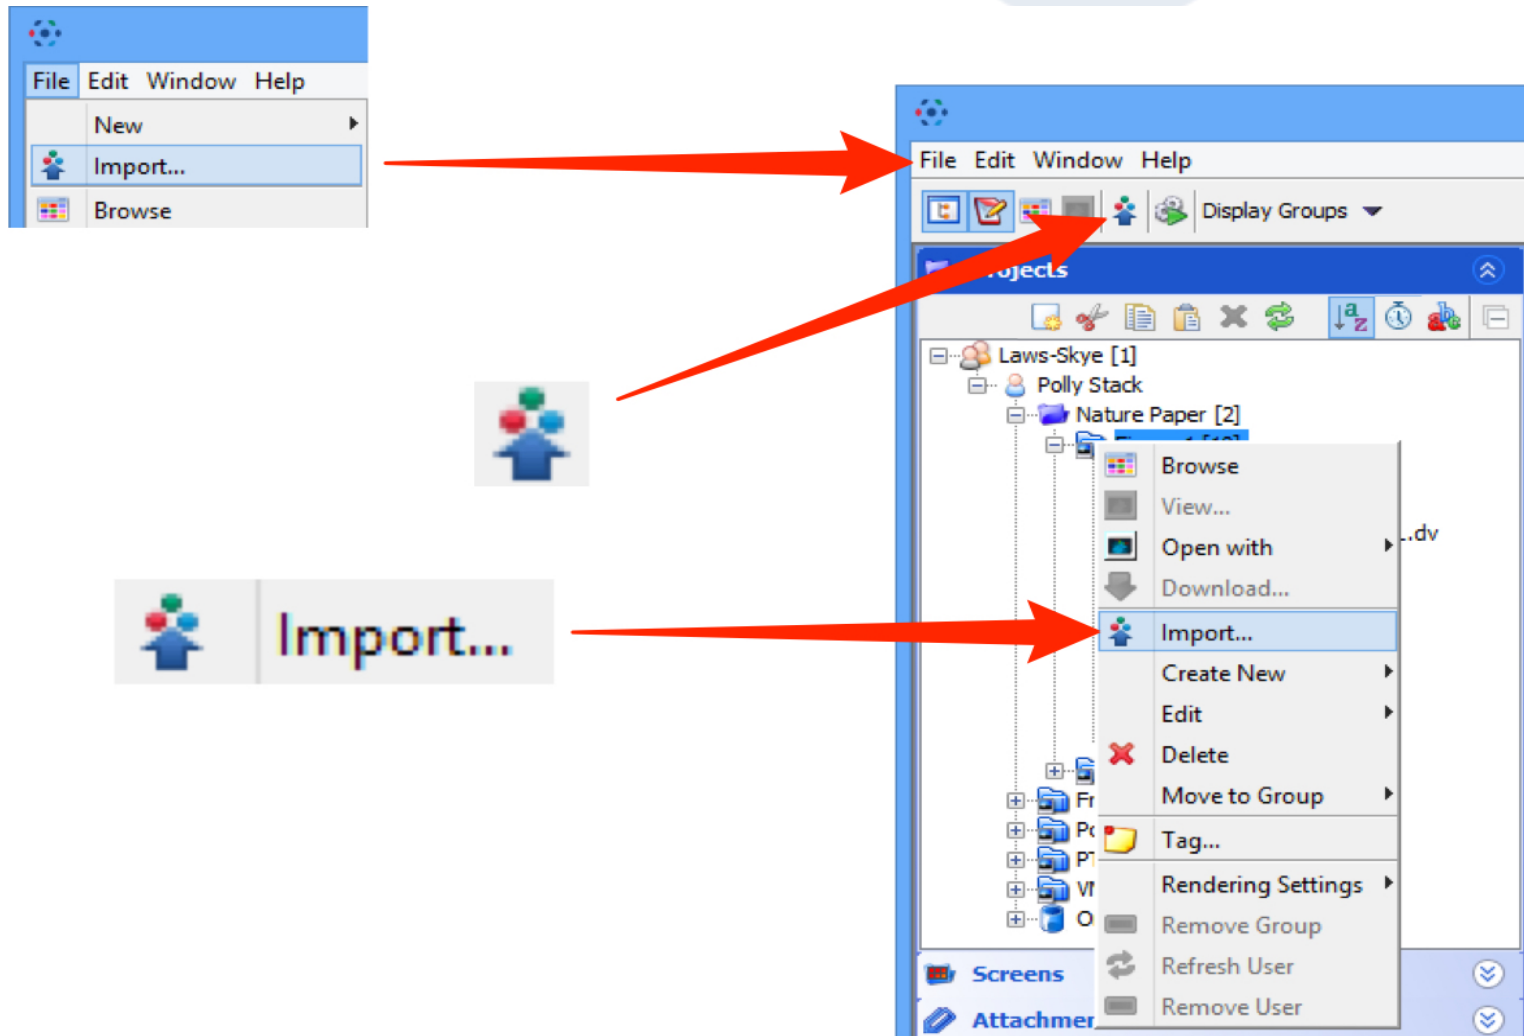 File Edit Window Help
New
Import...
Browse
Import...
File Edit Window Help
Display Groups
Projects
Laws-Skye [1]
Polly Stack
Nature Paper [2]
Browse
View...
.dv
Open with
Download...
Import...
Create New
Edit
Delete
Move to Group
Tag...
Rendering Settings
Remove Group
Refresh User
Remove User
Screens